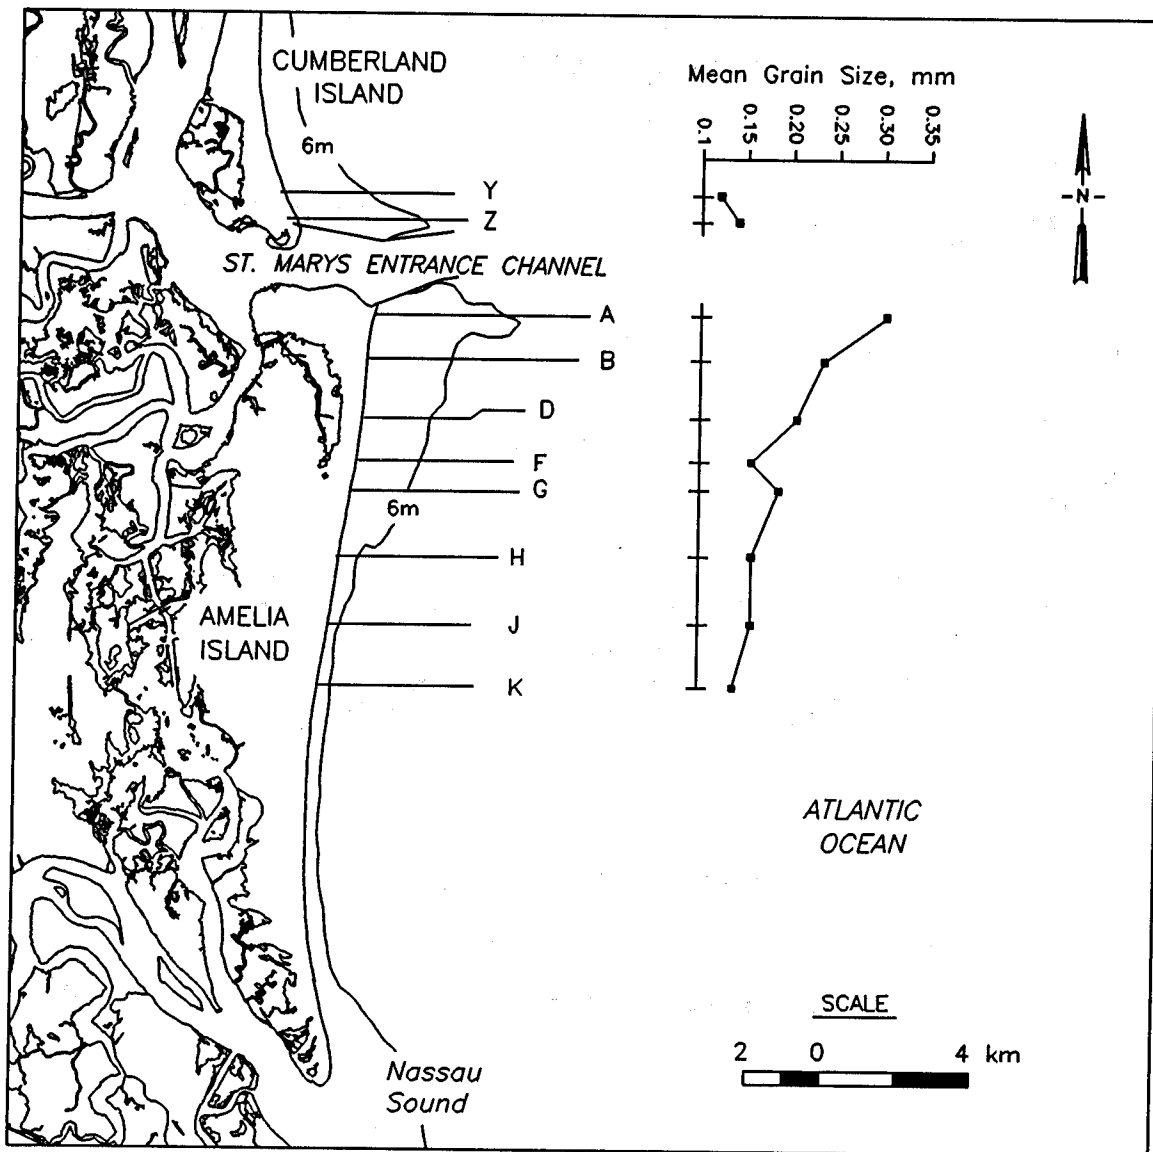 CUMBERLAND
ISLAND
Mean Grain Size, mm
0.1 0.15 0.20 0.25 0.30 0.35
6m
N
Y
Z
ST. MARYS ENTRANCE CHANNEL
A
B
D
F
G
6m
H
AMELIA
ISLAND
J
K
ATLANTIC
OCEAN
SCALE
2 0 4 km
Nassau
Sound